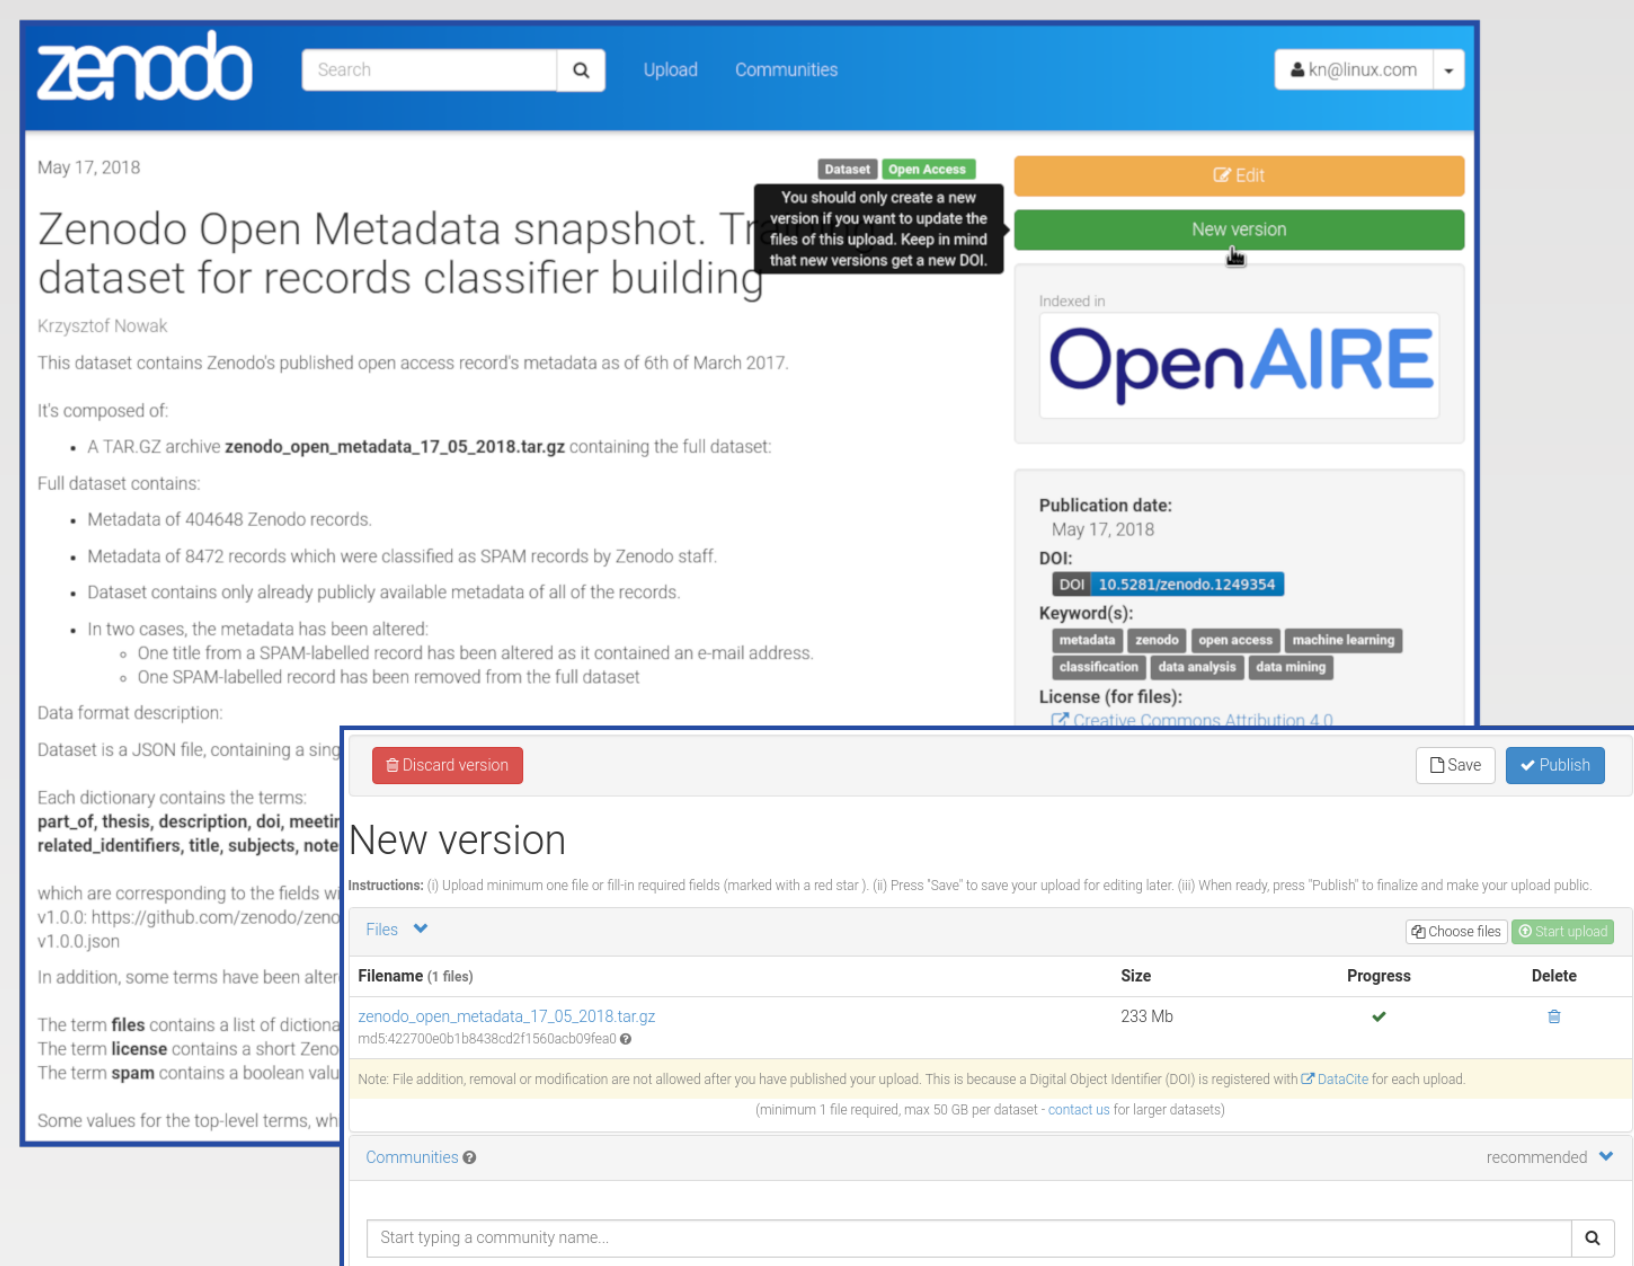 zenodo
Search
Upload
Communities
kn@linux.com
May 17, 2018
Dataset
Open Access
Edit
You should only create a new
version if you want to update the
files of this upload. Keep in mind
that new versions get a new DOI.
New version
Zenodo Open Metadata snapshot. Training
dataset for records classifier building
Krzysztof Nowak
This dataset contains Zenodo's published open access record's metadata as of 6th of March 2017.
It's composed of:
• A TAR.GZ archive zenodo_open_metadata_17_05_2018.tar.gz containing the full dataset:
Full dataset contains:
• Metadata of 404648 Zenodo records.
• Metadata of 8472 records which were classified as SPAM records by Zenodo staff.
• Dataset contains only already publicly available metadata of all of the records.
• In two cases, the metadata has been altered:
◦ One title from a SPAM-labelled record has been altered as it contained an e-mail address.
◦ One SPAM-labelled record has been removed from the full dataset
Data format description:
Dataset is a JSON file, containing a sing
Each dictionary contains the terms:
part_of, thesis, description, doi, meetin
related_identifiers, title, subjects, note
which are corresponding to the fields wi
v1.0.0: https://github.com/zenodo/zeno
v1.0.0.json
In addition, some terms have been alter
The term files contains a list of dictiona
The term license contains a short Zeno
The term spam contains a boolean valu
Some values for the top-level terms, wh
Indexed in
OpenAIRE
Publication date:
May 17, 2018
DOI:
DOI 10.5281/zenodo.1249354
Keyword(s):
metadata zenodo open access machine learning
classification data analysis data mining
License (for files):
Creative Commons Attribution 4.0
Discard version
Save
Publish
New version
Instructions: (i) Upload minimum one file or fill-in required fields (marked with a red star ). (ii) Press "Save" to save your upload for editing later. (iii) When ready, press "Publish" to finalize and make your upload public.
Files
Choose files
Start upload
Filename (1 files) Size Progress Delete
zenodo_open_metadata_17_05_2018.tar.gz 233 Mb
md5:422700e0b1b8438cd2f1560acb09fea0
Note: File addition, removal or modification are not allowed after you have published your upload. This is because a Digital Object Identifier (DOI) is registered with DataCite for each upload.
(minimum 1 file required, max 50 GB per dataset - contact us for larger datasets)
Communities
recommended
Start typing a community name...